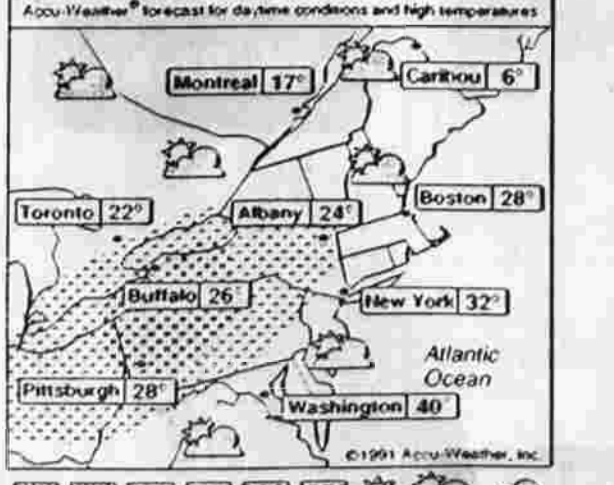 Accu-Weather® forecast for daytime conditions and high temperatures
Montreal 17°
Caribou 6°
Toronto 22°
Albany 24°
Boston 28°
Buffalo 26°
New York 32°
Atlantic
Ocean
Pittsburgh 28°
Washington 40°
©1991 Accu-Weather, Inc.